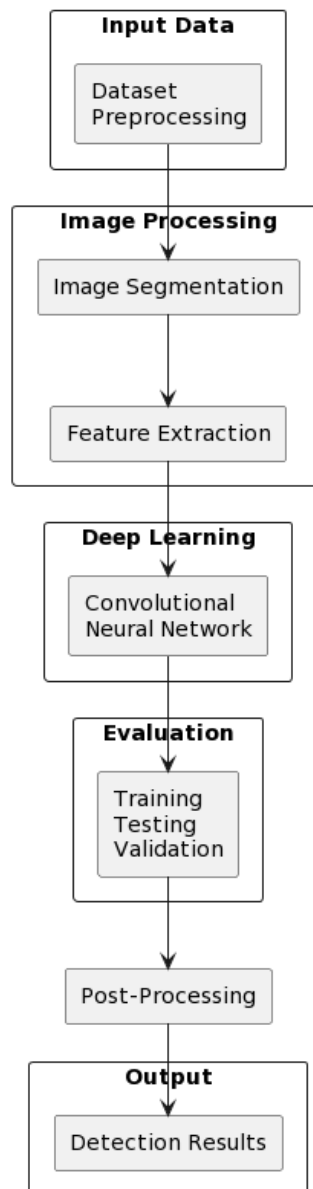 Input Data
Dataset
Preprocessing
Image Processing
Image Segmentation
Feature Extraction
Deep Learning
Convolutional
Neural Network
Evaluation
Training
Testing
Validation
Post-Processing
Output
Detection Results